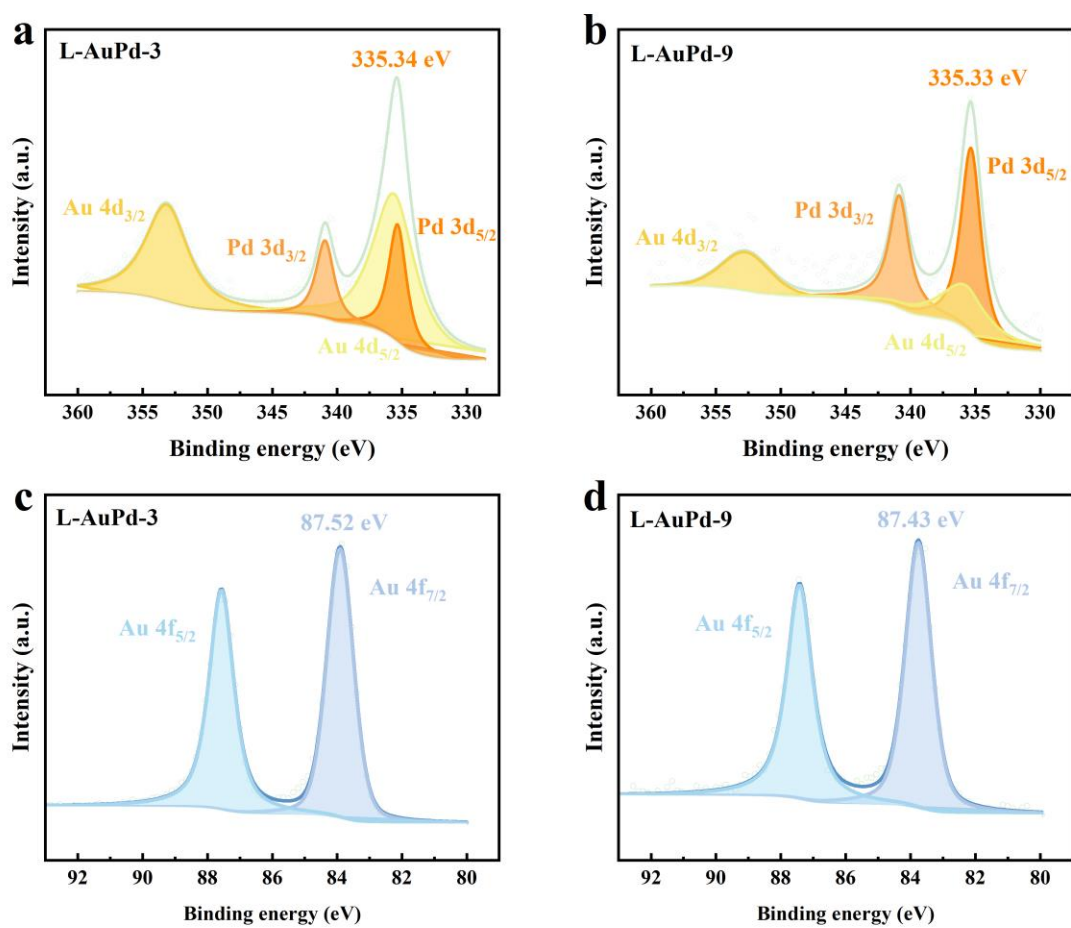 a
L-AuPd-3
335.34 eV
Au 4d3/2
Pd 3d3/2
Pd 3d5/2
Au 4d5/2
Intensity (a.u.)
360 355 350 345 340 335 330
Binding energy (eV)
b
L-AuPd-9
335.33 eV
Pd 3d5/2
Pd 3d3/2
Au 4d3/2
Au 4d5/2
Intensity (a.u.)
360 355 350 345 340 335 330
Binding energy (eV)
c
L-AuPd-3
87.52 eV
Au 4f7/2
Au 4f5/2
Intensity (a.u.)
92 90 88 86 84 82 80
Binding energy (eV)
d
L-AuPd-9
87.43 eV
Au 4f7/2
Au 4f5/2
Intensity (a.u.)
92 90 88 86 84 82 80
Binding energy (eV)